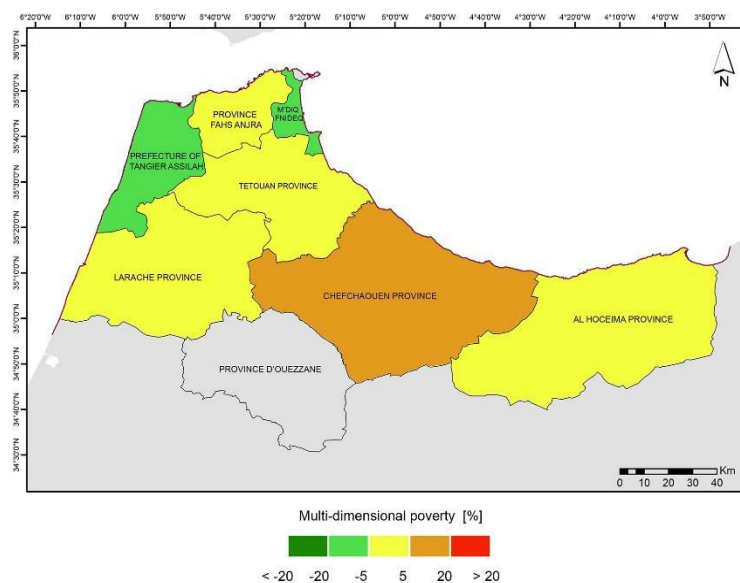 6°20'0"W 6°10'0"W 6°0'0"W 5°50'0"W 5°40'0"W 5°30'0"W 5°20'0"W 5°10'0"W 5°0'0"W 4°50'0"W 4°40'0"W 4°30'0"W 4°20'0"W 4°10'0"W 4°0'0"W 3°50'0"W
N
M'DIQ
FNIDEQ
PROVINCE
FAHS ANJRA
PREFECTURE OF
TANGIER ASSILAH
TETOUAN PROVINCE
LARACHE PROVINCE
CHEFCHAOUEN PROVINCE
AL HOCEIMA PROVINCE
PROVINCE D'OUEZZANE
Km
0 10 20 30 40
Multi-dimensional poverty [%]
< -20 -20 -5 5 20 > 20